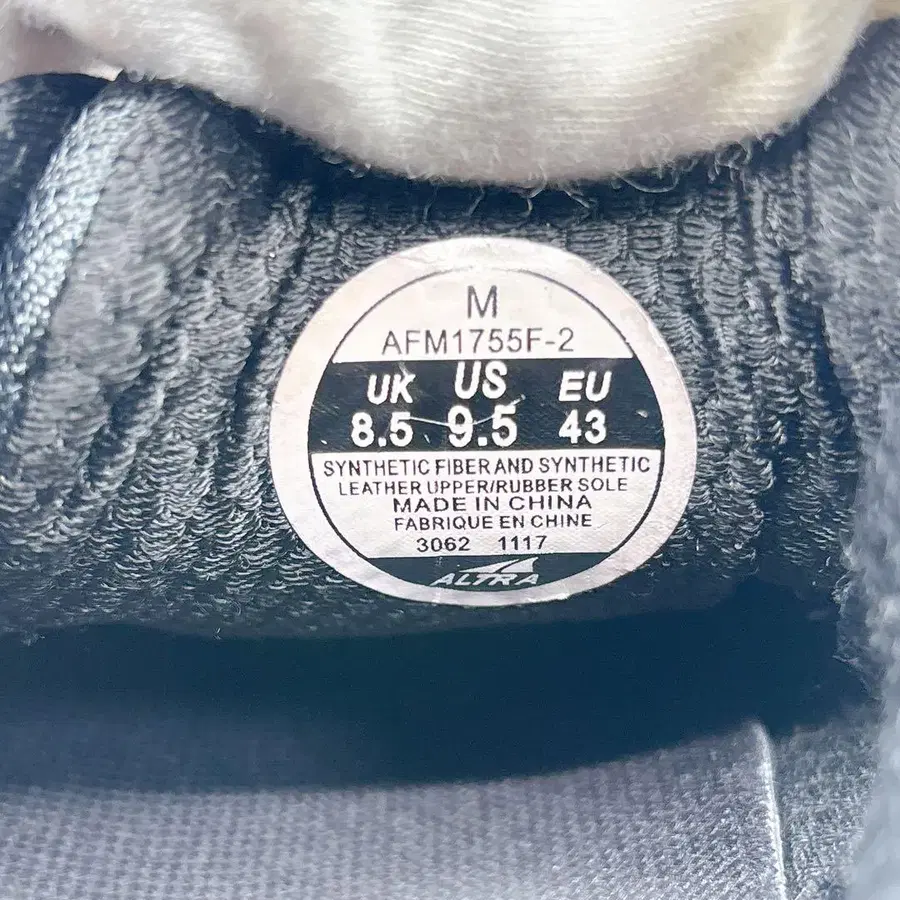 M
AFM1755F-2
UK US EU
8.5 9.5 43
SYNTHETIC FIBER AND SYNTHETIC
LEATHER UPPER/RUBBER SOLE
MADE IN CHINA
FABRIQUE EN CHINE
3062 1117
ALTRA